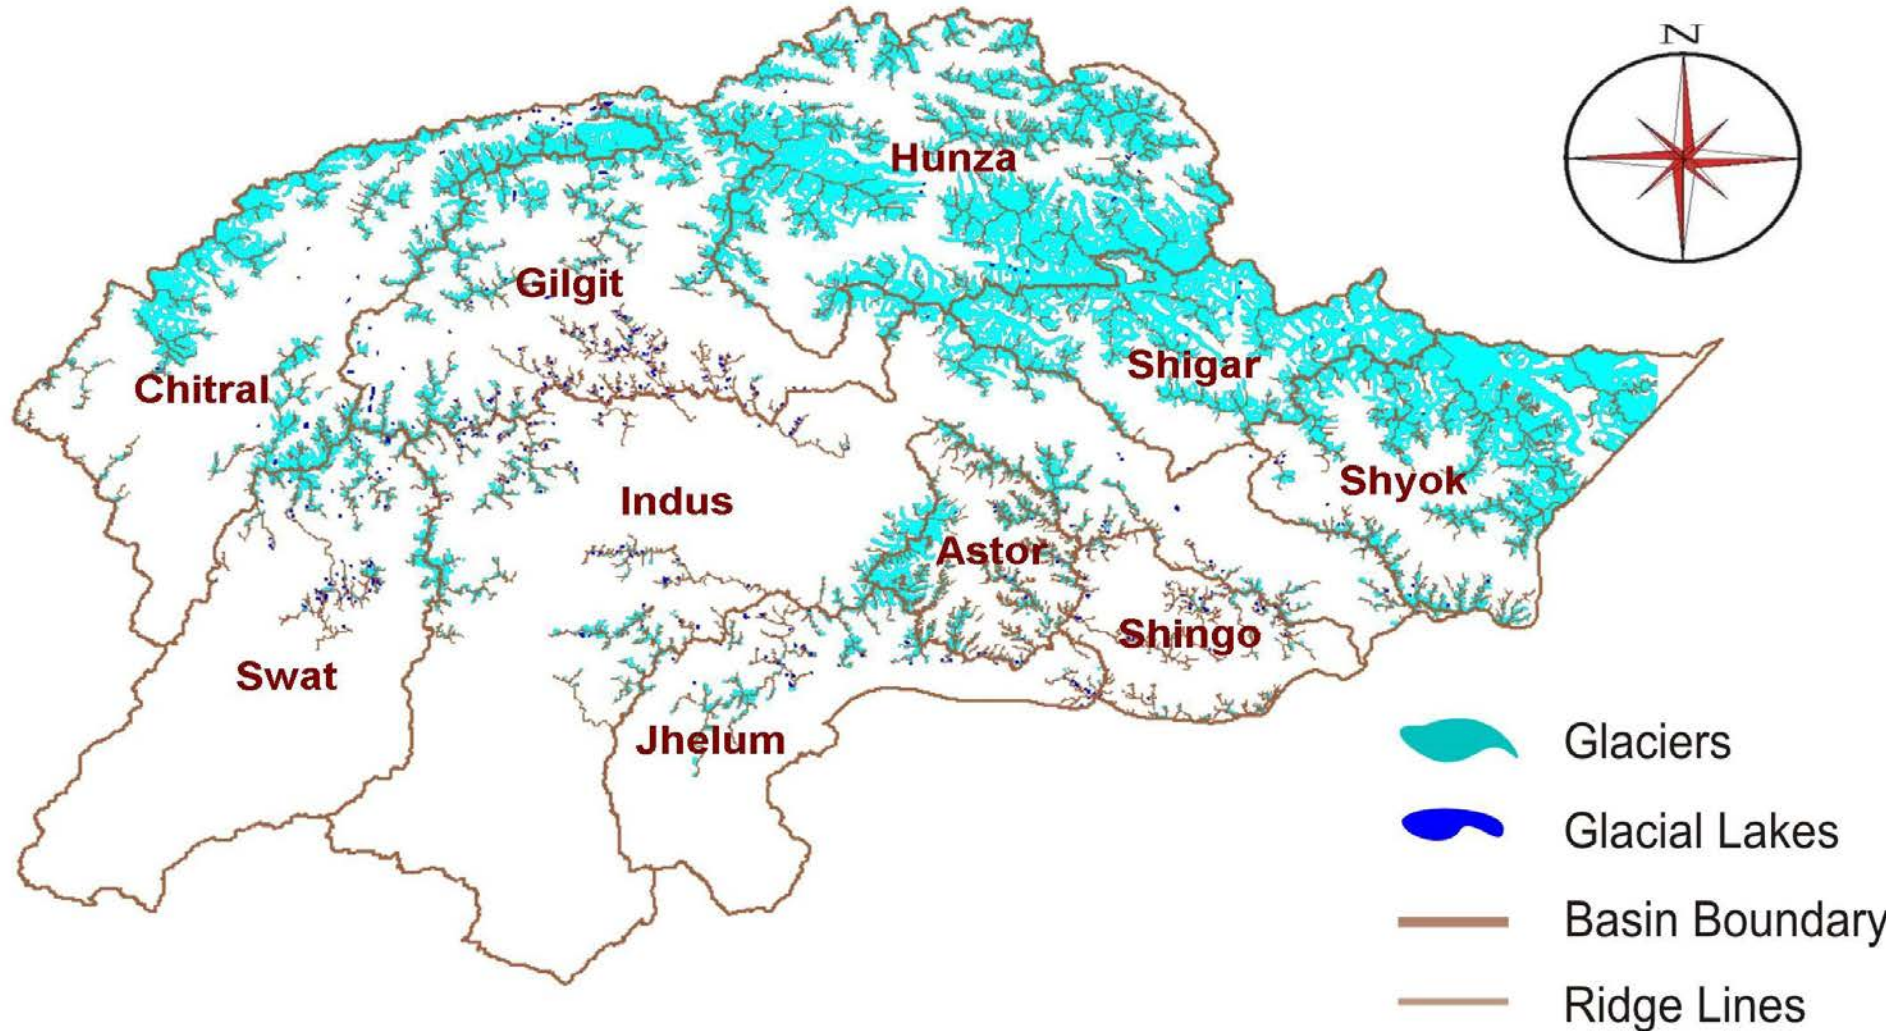 N
Hunza
Gilgit
Shigar
Chitral
Shyok
Indus
Astor
Shingo
Swat
Jhelum
Glaciers
Glacial Lakes
Basin Boundary
Ridge Lines